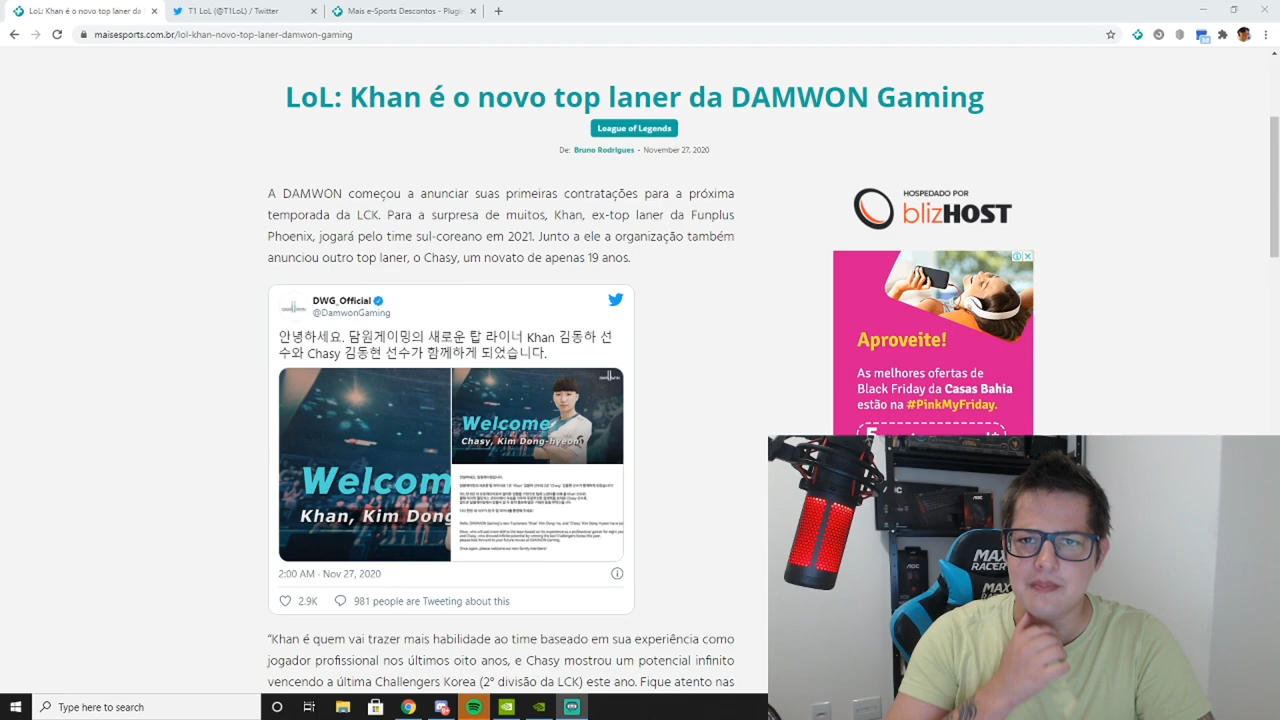 LoL: Khan é o novo top laner da
T1 LoL (@T1LoL) / Twitter
Mais e-Sports Descontos - Plugi
maisesports.com.br/lol-khan-novo-top-laner-damwon-gaming
LoL: Khan é o novo top laner da DAMWON Gaming
League of Legends
De: Bruno Rodrigues - November 27, 2020
A DAMWON começou a anunciar suas primeiras contratações para a próxima
temporada da LCK. Para a surpresa de muitos, Khan, ex-top laner da Funplus
Phoenix, jogará pelo time sul-coreano em 2021. Junto a ele a organização também
anunciou outro top laner, o Chasy, um novato de apenas 19 anos.
HOSPEDADO POR
blizHOST
DWG_Official
@DamwonGaming
안녕하세요. 담원게이밍의 새로운 탑 라이너 Khan 김동하 선
수와 Chasy 김동현 선수가 함께하게 되었습니다.
Welcom
Khan, Kim Dong
Welcome
Chasy, Kim Dong-hyeon
Aproveite!
As melhores ofertas de
Black Friday da Casas Bahia
estão na #PinkMyFriday.
2:00 AM · Nov 27, 2020
2.9K
981 people are Tweeting about this
"Khan é quem vai trazer mais habilidade ao time baseado em sua experiência como
jogador profissional nos últimos oito anos, e Chasy mostrou um potencial infinito
vencendo a última Challengers Korea (2° divisão da LCK) este ano. Fique atento nas
AOC
MAX
RACER
MAX
Type here to search